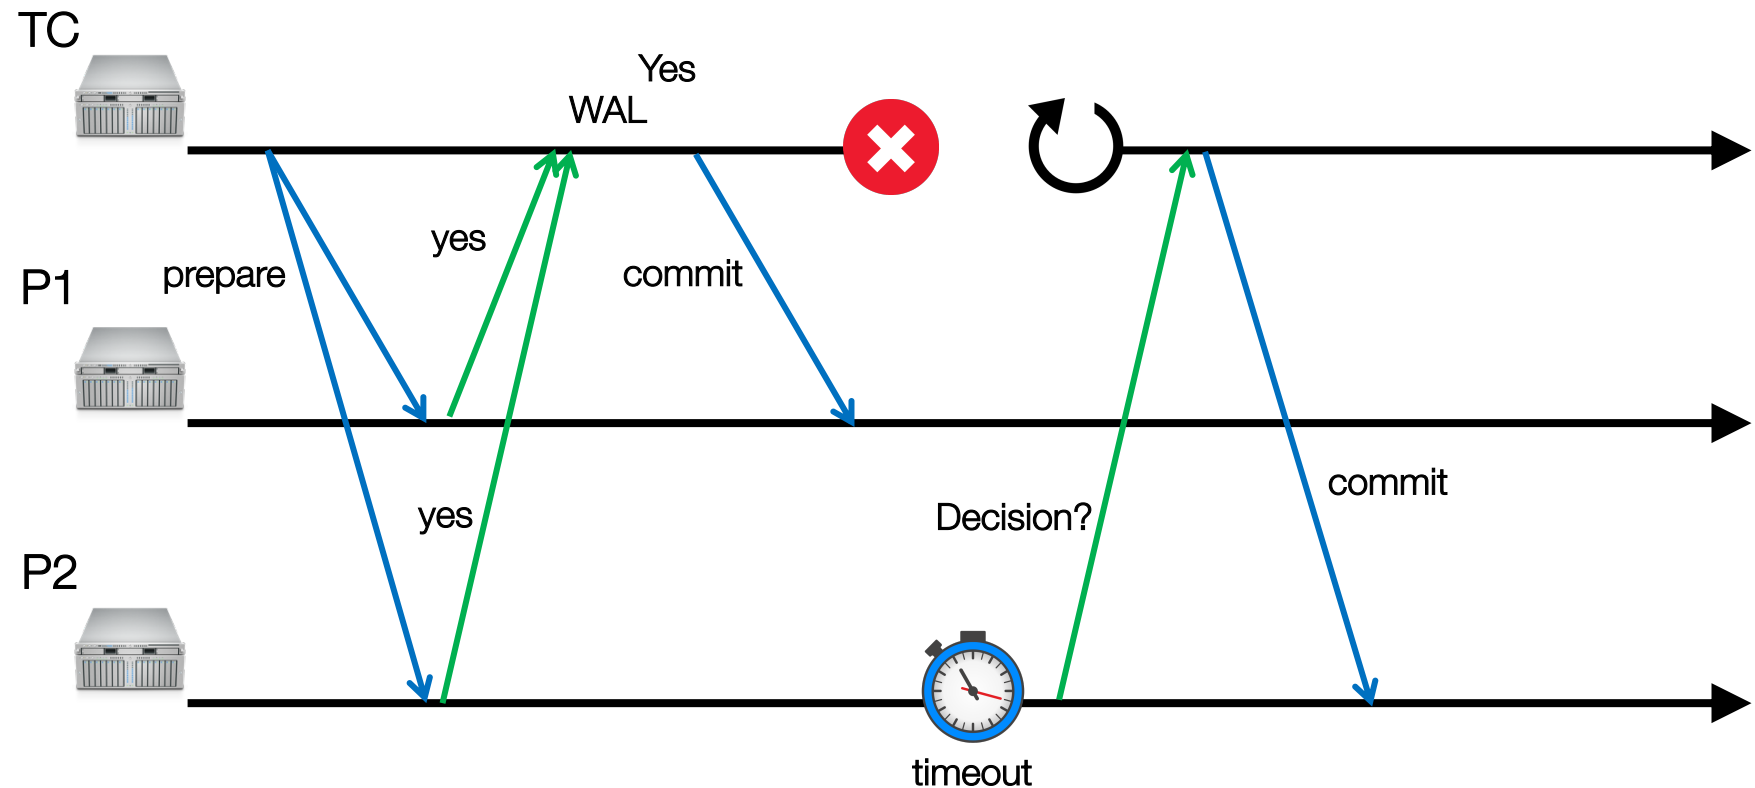 TC
Yes
WAL
yes
prepare
commit
P1
commit
yes
Decision?
P2
timeout